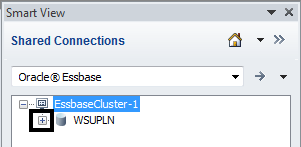 Smart View
Shared Connections
Oracle® Essbase
EssbaseCluster-1
WSUPLN